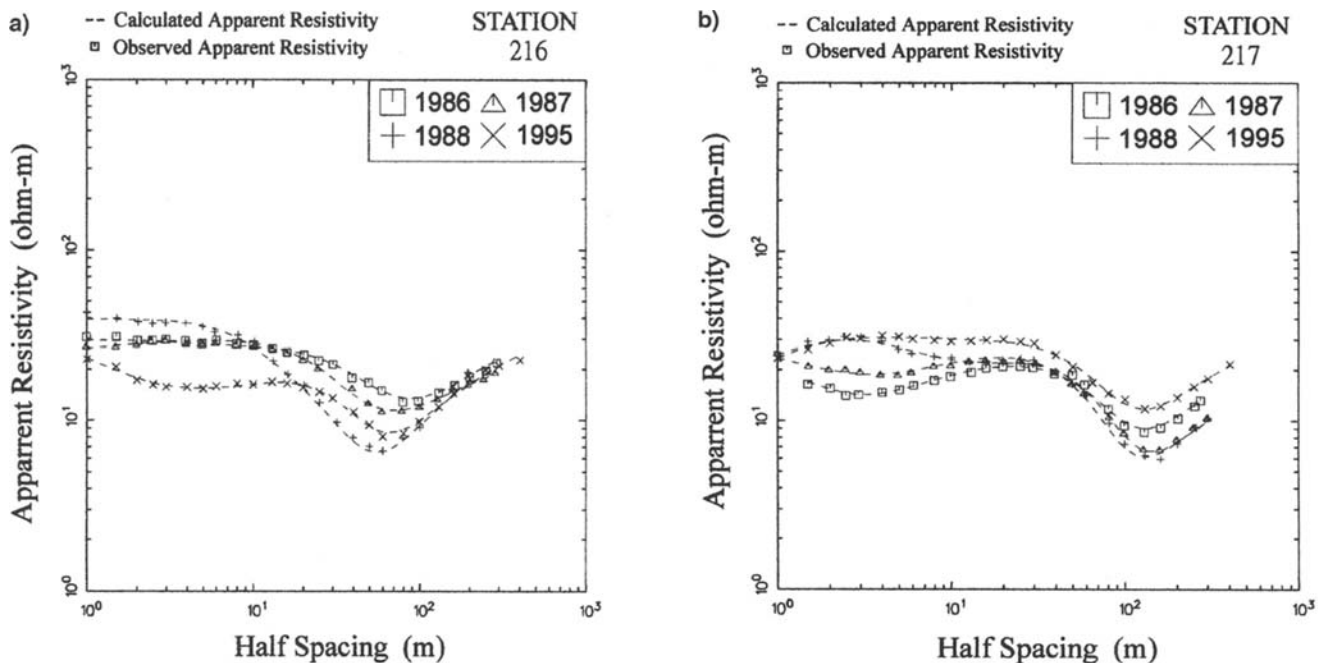 a)
-- Calculated Apparent Resistivity
Observed Apparent Resistivity
STATION
216
1986
1987
1988
1995
10³
10²
10¹
10⁰
Apparrent Resistivity (ohm-m)
10⁰
10¹
10²
10³
Half Spacing (m)
b)
-- Calculated Apparent Resistivity
Observed Apparent Resistivity
STATION
217
1986
1987
1988
1995
10³
10²
10¹
10⁰
Apparrent Resistivity (ohm-m)
10⁰
10¹
10²
10³
Half Spacing (m)